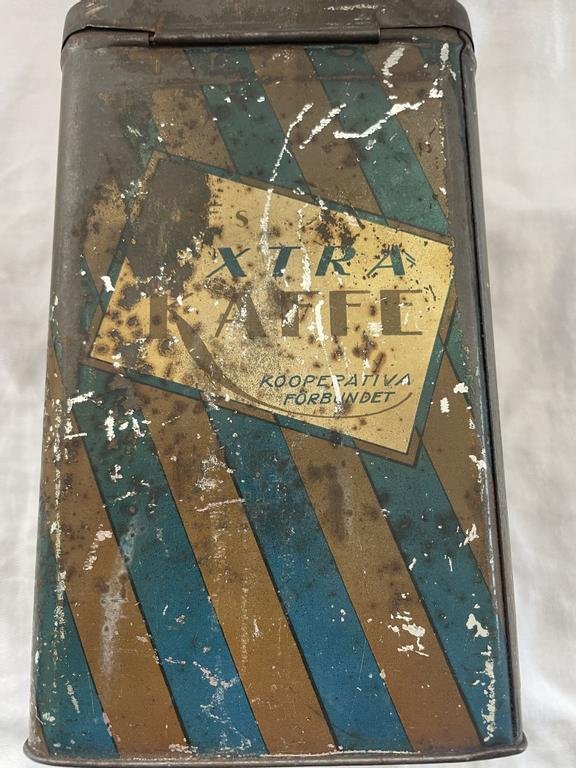 XTRA
KAFFE
KOOPERATIVA
FÖRBUNDET